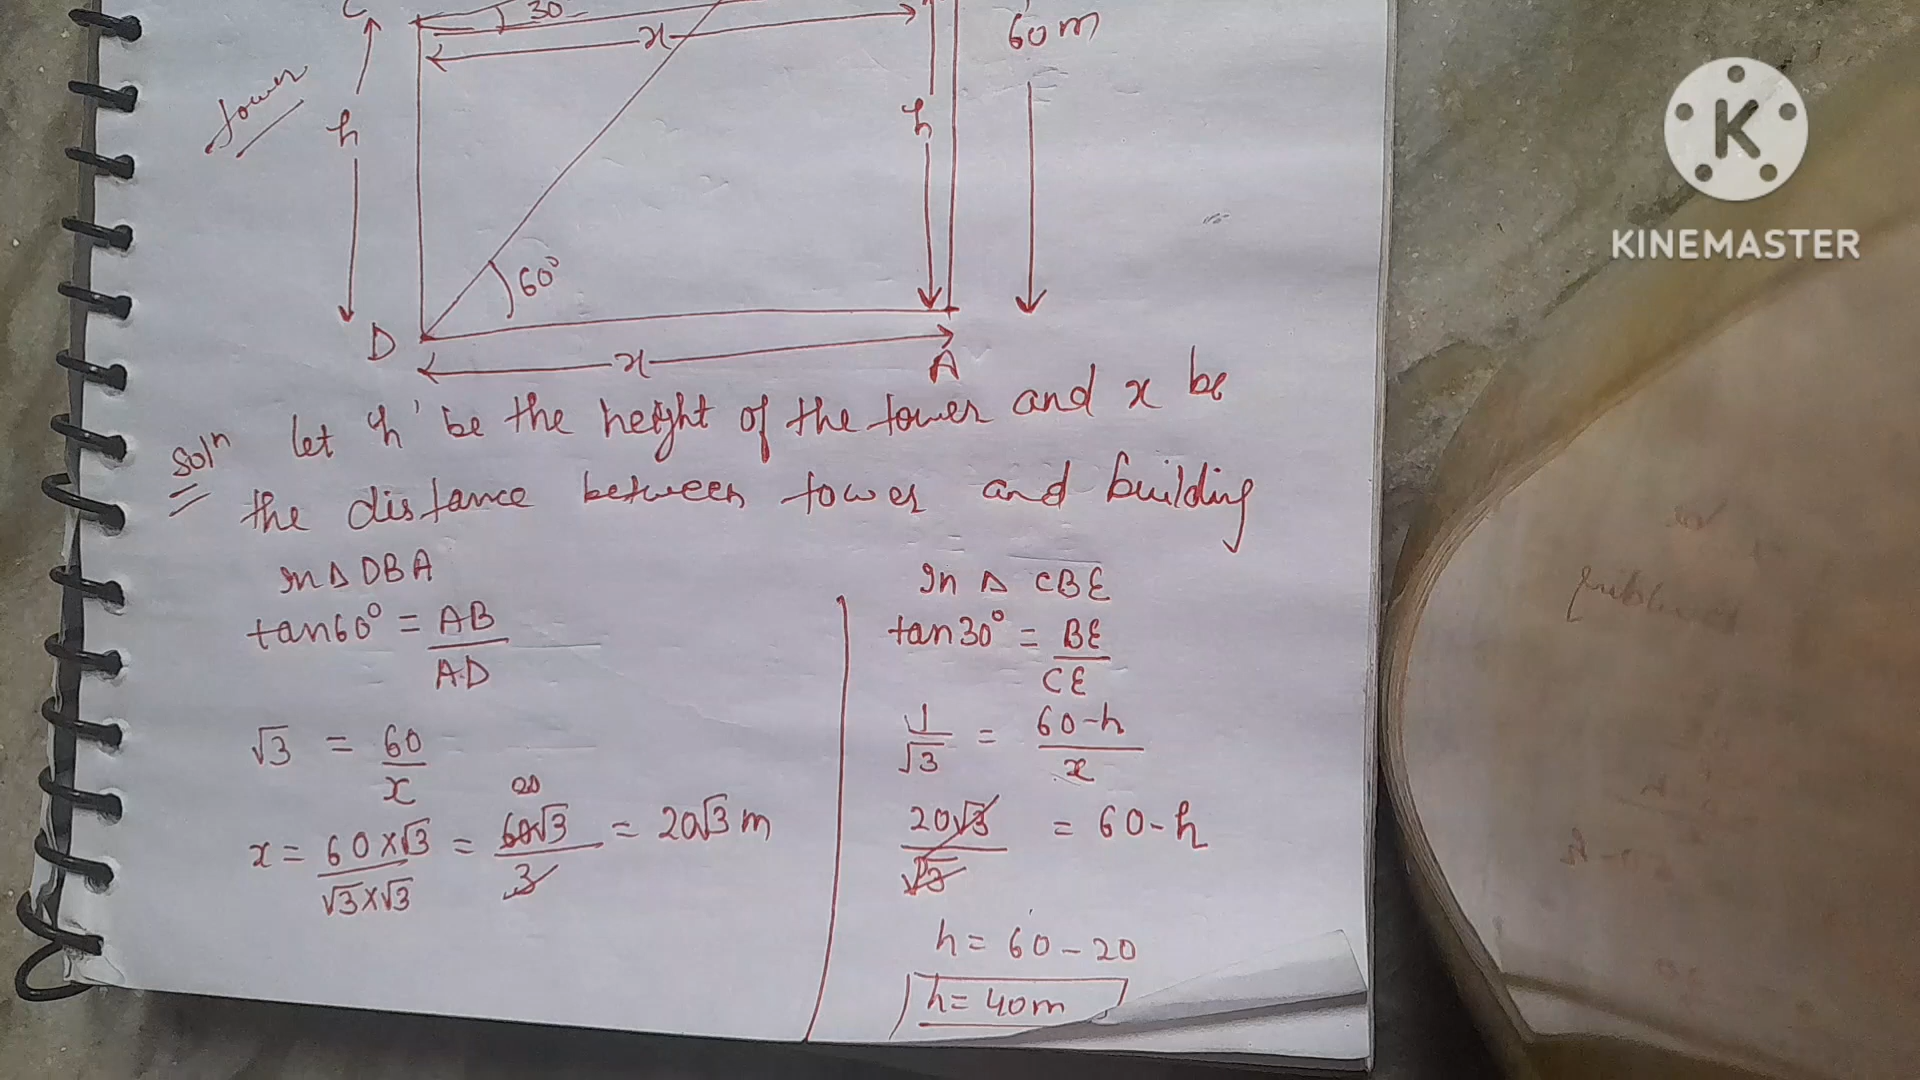 C
30°
x
60m
tower
h
h
60°
D
x
A
Soln let 'h' be the height of the tower and x be
the distance between tower and building
In Δ DBA
tan60° = AB/AD
√3 = 60/x
x = 60×√3/√3×√3 = 60√3/3 = 20√3 m
20
In Δ CBE
tan30° = BE/CE
1/√3 = 60-h/x
20√3/√3 = 60-h
h = 60-20
h = 40m
K
KINEMASTER